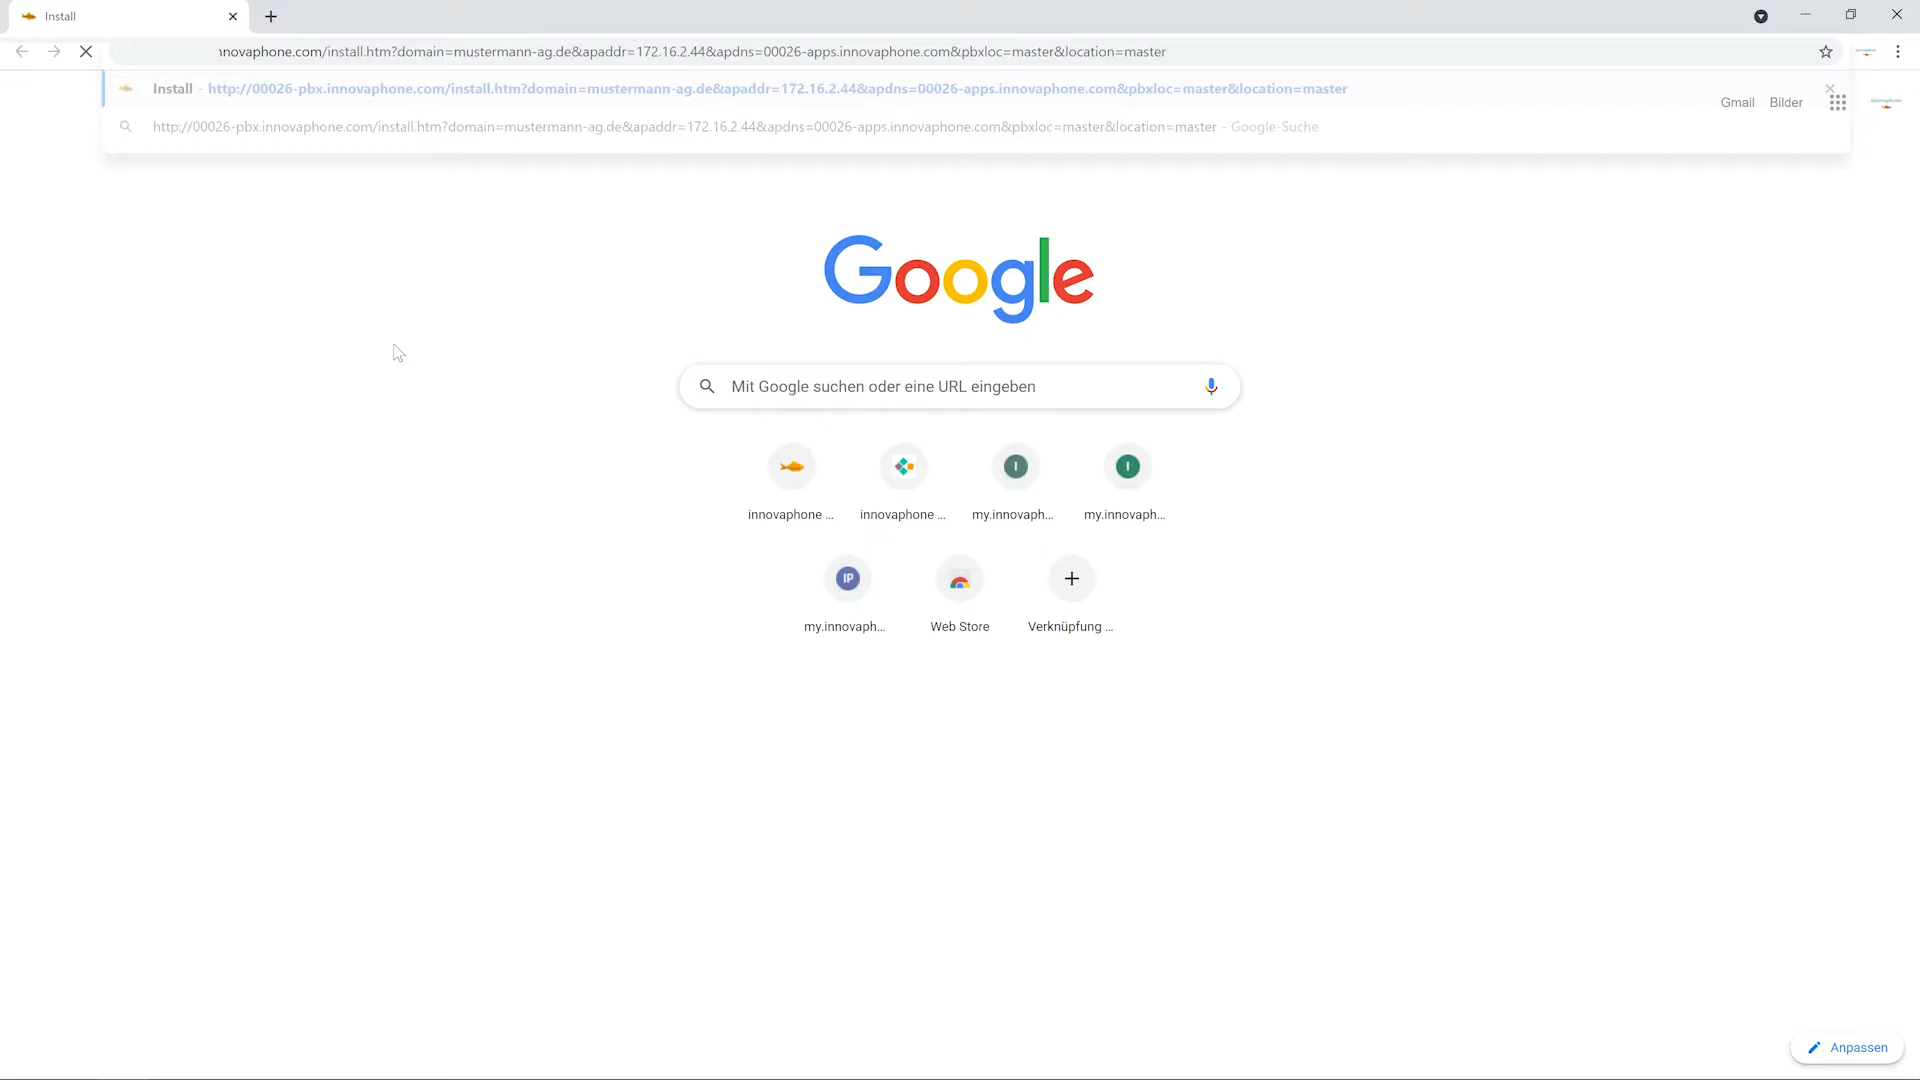 Install
nnovaphone.com/install.htm?domain=mustermann-ag.de&apaddr=172.16.2.44&apdns=00026-apps.innovaphone.com&pbxloc=master&location=master
Install - http://00026-pbx.innovaphone.com/install.htm?domain=mustermann-ag.de&apaddr=172.16.2.44&apdns=00026-apps.innovaphone.com&pbxloc=master&location=master
Gmail Bilder
http://00026-pbx.innovaphone.com/install.htm?domain=mustermann-ag.de&apaddr=172.16.2.44&apdns=00026-apps.innovaphone.com&pbxloc=master&location=master - Google-Suche
Google
Mit Google suchen oder eine URL eingeben
I I
innovaphone ... innovaphone ... my.innovaph... my.innovaph...
IP
my.innovaph... Web Store Verknüpfung ...
Anpassen